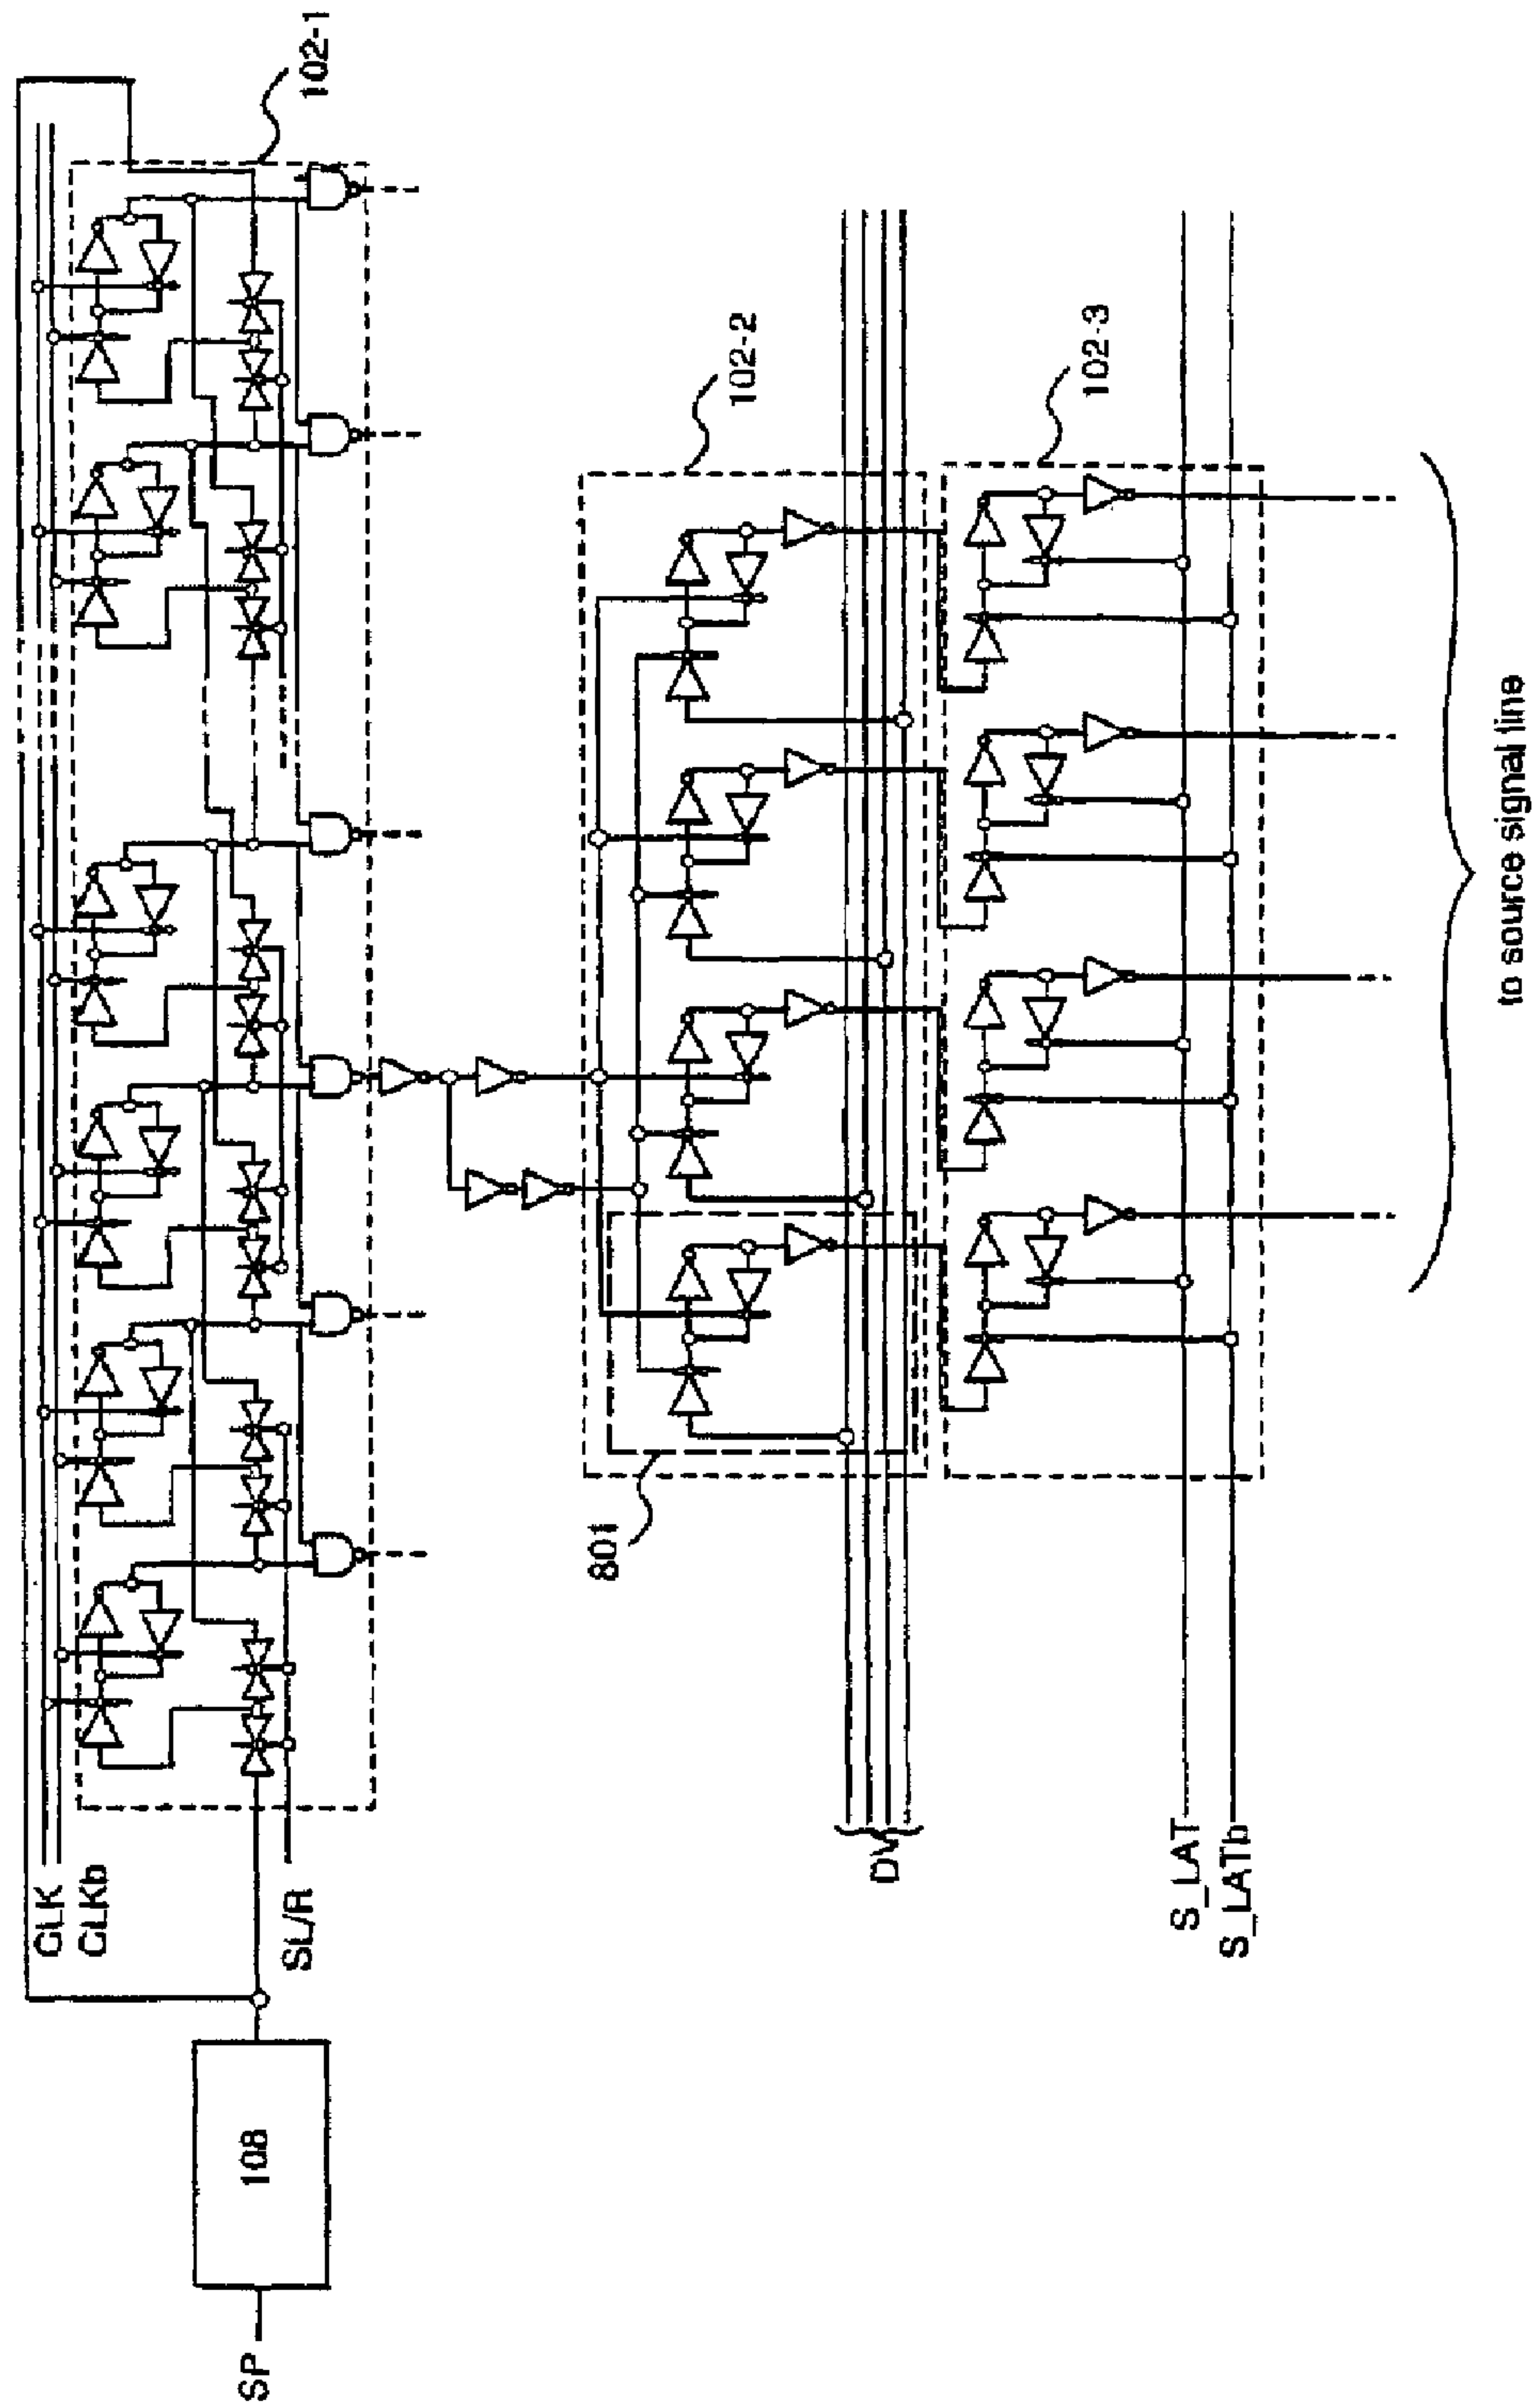 SP
108
CLK
CLKb
SL/R
102-1
801
102-2
DV
102-3
S_LAT
S_LATb
to source signal line